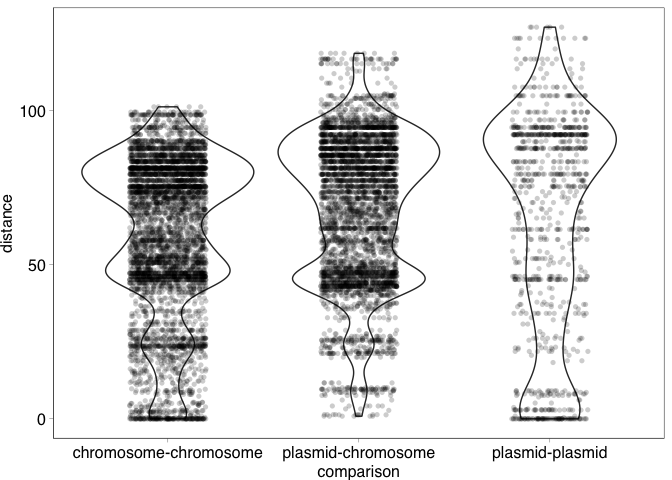 100
50
0
distance
chromosome-chromosome plasmid-chromosome plasmid-plasmid
comparison